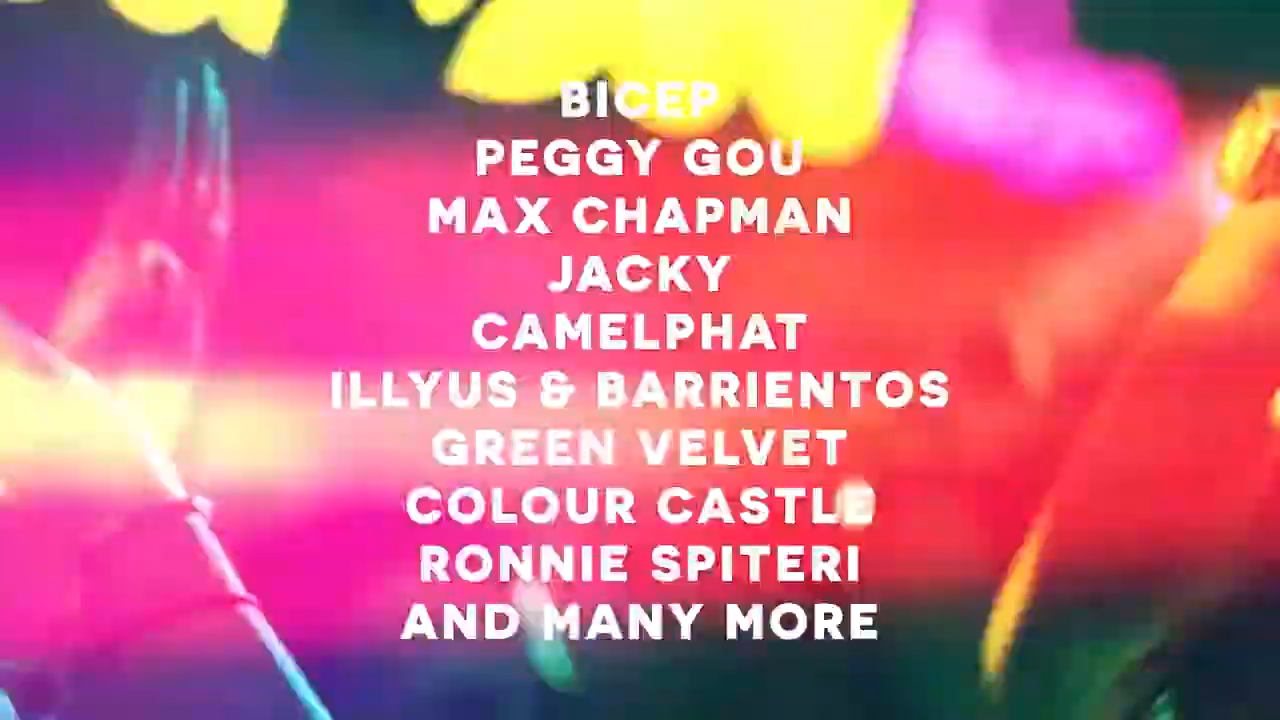 BICEP
PEGGY GOU
MAX CHAPMAN
JACKY
CAMELPHAT
ILLYUS & BARRIENTOS
GREEN VELVET
COLOUR CASTLE
RONNIE SPITERI
AND MANY MORE